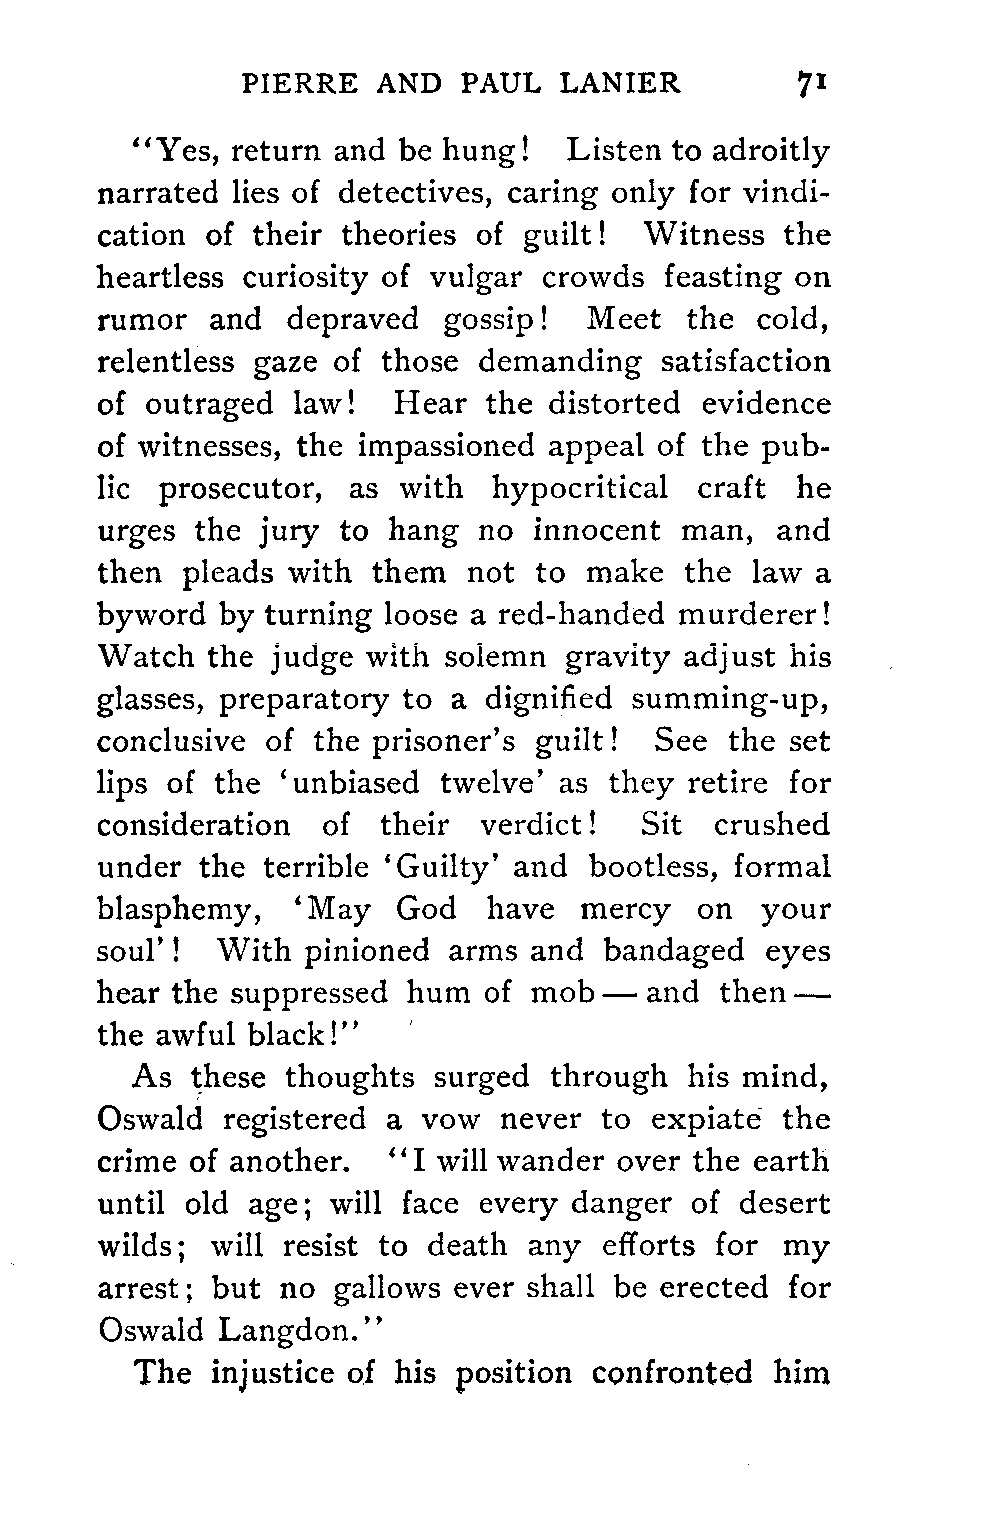 PIERRE AND PAUL LANIER 71
"Yes, return and be hung! Listen to adroitly
narrated lies of detectives, caring only for vindi-
cation of their theories of guilt! Witness the
heartless curiosity of vulgar crowds feasting on
rumor and depraved gossip! Meet the cold,
relentless gaze of those demanding satisfaction
of outraged law! Hear the distorted evidence
of witnesses, the impassioned appeal of the pub-
lic prosecutor, as with hypocritical craft he
urges the jury to hang no innocent man, and
then pleads with them not to make the law a
byword by turning loose a red-handed murderer!
Watch the judge with solemn gravity adjust his
glasses, preparatory to a dignified summing-up,
conclusive of the prisoner's guilt! See the set
lips of the 'unbiased twelve' as they retire for
consideration of their verdict! Sit crushed
under the terrible 'Guilty' and bootless, formal
blasphemy, 'May God have mercy on your
soul'! With pinioned arms and bandaged eyes
hear the suppressed hum of mob — and then —
the awful black!"
As these thoughts surged through his mind,
Oswald registered a vow never to expiate the
crime of another. "I will wander over the earth
until old age; will face every danger of desert
wilds; will resist to death any efforts for my
arrest; but no gallows ever shall be erected for
Oswald Langdon."
The injustice of his position confronted him